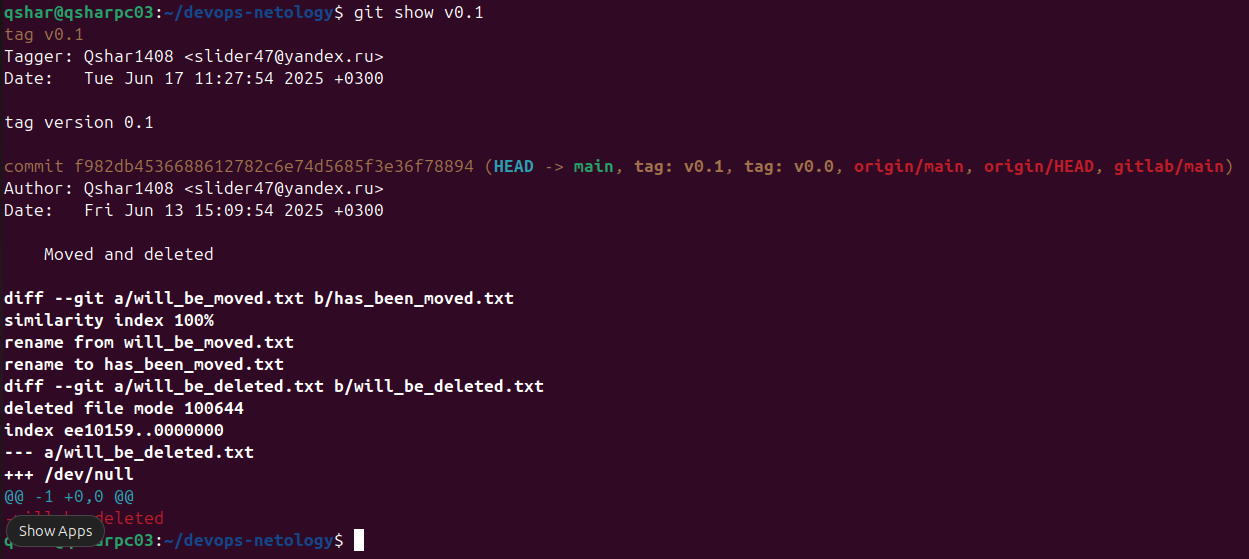 qshar@qsharpc03:~/devops-netology$ git show v0.1
tag v0.1
Tagger: Qshar1408 <slider47@yandex.ru>
Date:   Tue Jun 17 11:27:54 2025 +0300

tag version 0.1

commit f982db4536688612782c6e74d5685f3e36f78894 (HEAD -> main, tag: v0.1, tag: v0.0, origin/main, origin/HEAD, gitlab/main)
Author: Qshar1408 <slider47@yandex.ru>
Date:   Fri Jun 13 15:09:54 2025 +0300

    Moved and deleted

diff --git a/will_be_moved.txt b/has_been_moved.txt
similarity index 100%
rename from will_be_moved.txt
rename to has_been_moved.txt
diff --git a/will_be_deleted.txt b/will_be_deleted.txt
deleted file mode 100644
index ee10159..0000000
--- a/will_be_deleted.txt
+++ /dev/null
@@ -1 +0,0 @@
deleted
Show Apps
rpc03:~/devops-netology$